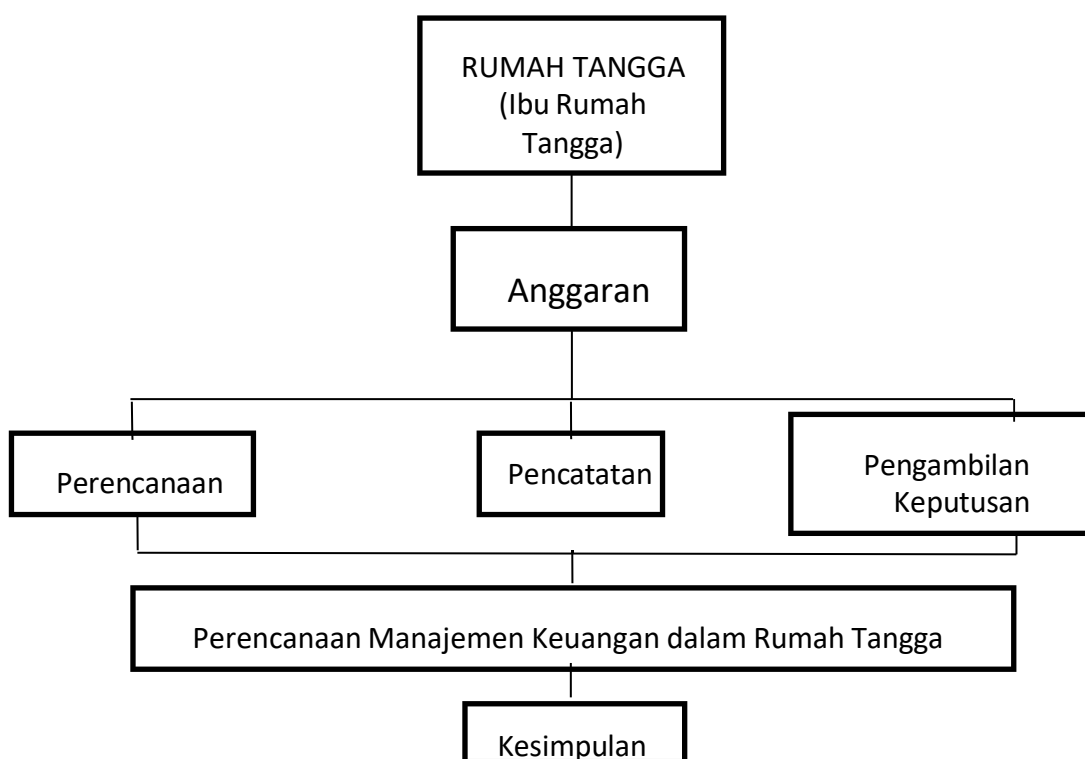 RUMAH TANGGA
(Ibu Rumah
Tangga)
Anggaran
Perencanaan
Pencatatan
Pengambilan
Keputusan
Perencanaan Manajemen Keuangan dalam Rumah Tangga
Kesimpulan